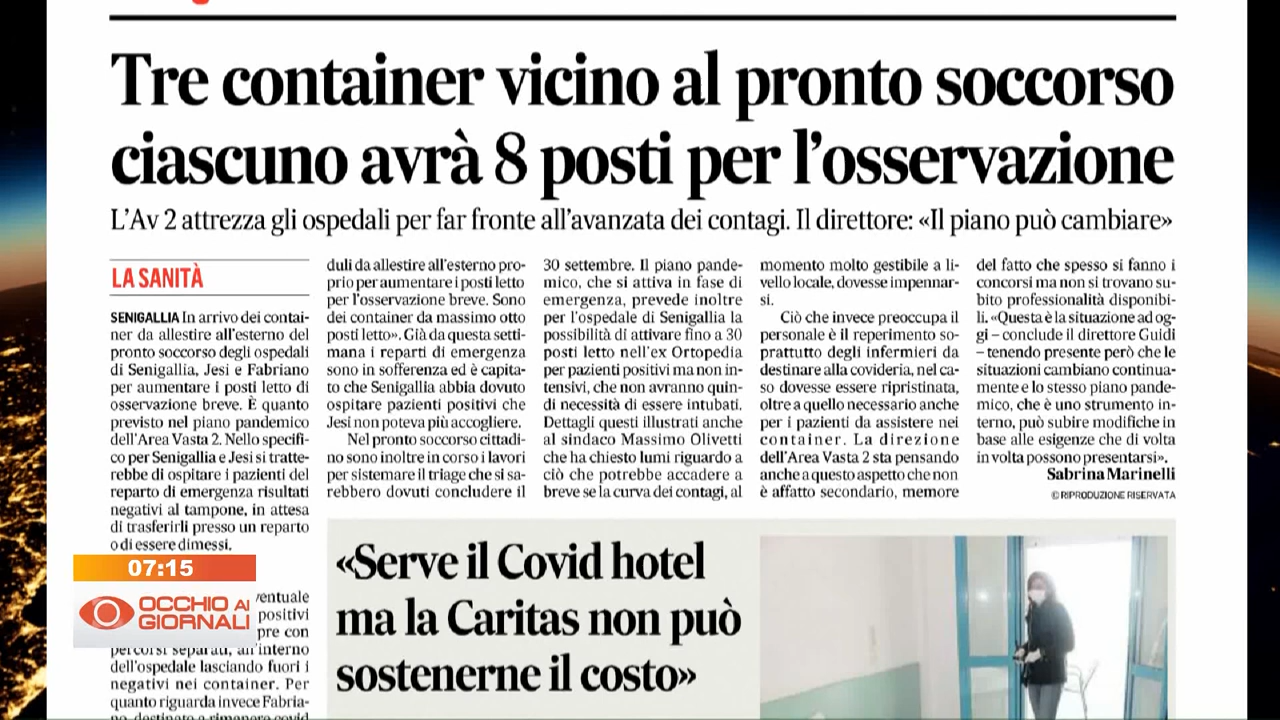 Tre container vicino al pronto soccorso
ciascuno avrà 8 posti per l'osservazione
L'Av 2 attrezza gli ospedali per far fronte all'avanzata dei contagi. Il direttore: «Il piano può cambiare»
LA SANITÀ
SENIGALLIA In arrivo dei contai-
ner da allestire all'esterno del
pronto soccorso degli ospedali
di Senigallia, Jesi e Fabriano
per aumentare i posti letto di
osservazione breve. È quanto
previsto nel piano pandemico
dell'Area Vasta 2. Nello specifi-
co per Senigallia e Jesi si tratte-
rebbe di ospitare i pazienti del
reparto di emergenza risultati
negativi al tampone, in attesa
di trasferirli presso un reparto
o di essere dimessi.
ventuale
positivi
pre con
percorsi separati, all'interno
dell'ospedale lasciando fuori i
negativi nei container. Per
quanto riguarda invece Fabria-
no, destinato a rimanere covid
duli da allestire all'esterno pro-
prio per aumentare i posti letto
per l'osservazione breve. Sono
dei container da massimo otto
posti letto». Già da questa setti-
mana i reparti di emergenza
sono in sofferenza ed è capita-
to che Senigallia abbia dovuto
ospitare pazienti positivi che
Jesi non poteva più accogliere.
Nel pronto soccorso cittadi-
no sono inoltre in corso i lavori
per sistemare il triage che si sa-
rebbero dovuti concludere il
30 settembre. Il piano pande-
mico, che si attiva in fase di
emergenza, prevede inoltre
per l'ospedale di Senigallia la
possibilità di attivare fino a 30
posti letto nell'ex Ortopedia
per pazienti positivi ma non in-
tensivi, che non avranno quin-
di necessità di essere intubati.
Dettagli questi illustrati anche
al sindaco Massimo Olivetti
che ha chiesto lumi riguardo a
ciò che potrebbe accadere a
breve se la curva dei contagi, al
momento molto gestibile a li-
vello locale, dovesse impennar-
si.
Ciò che invece preoccupa il
personale è il reperimento so-
prattutto degli infermieri da
destinare alla covideria, nel ca-
so dovesse essere ripristinata,
oltre a quello necessario anche
per i pazienti da assistere nei
container. La direzione
dell'Area Vasta 2 sta pensando
anche a questo aspetto che non
è affatto secondario, memore
del fatto che spesso si fanno i
concorsi ma non si trovano su-
bito professionalità disponibi-
li. «Questa è la situazione ad og-
gi – conclude il direttore Guidi
– tenendo presente però che le
situazioni cambiano continua-
mente e lo stesso piano pande-
mico, che è uno strumento in-
terno, può subire modifiche in
base alle esigenze che di volta
in volta possono presentarsi».
Sabrina Marinelli
© RIPRODUZIONE RISERVATA
«Serve il Covid hotel
ma la Caritas non può
sostenerne il costo»
07:15
OCCHIO AI
GIORNALI